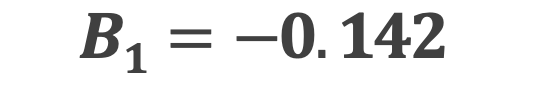 B₁ = −0.142